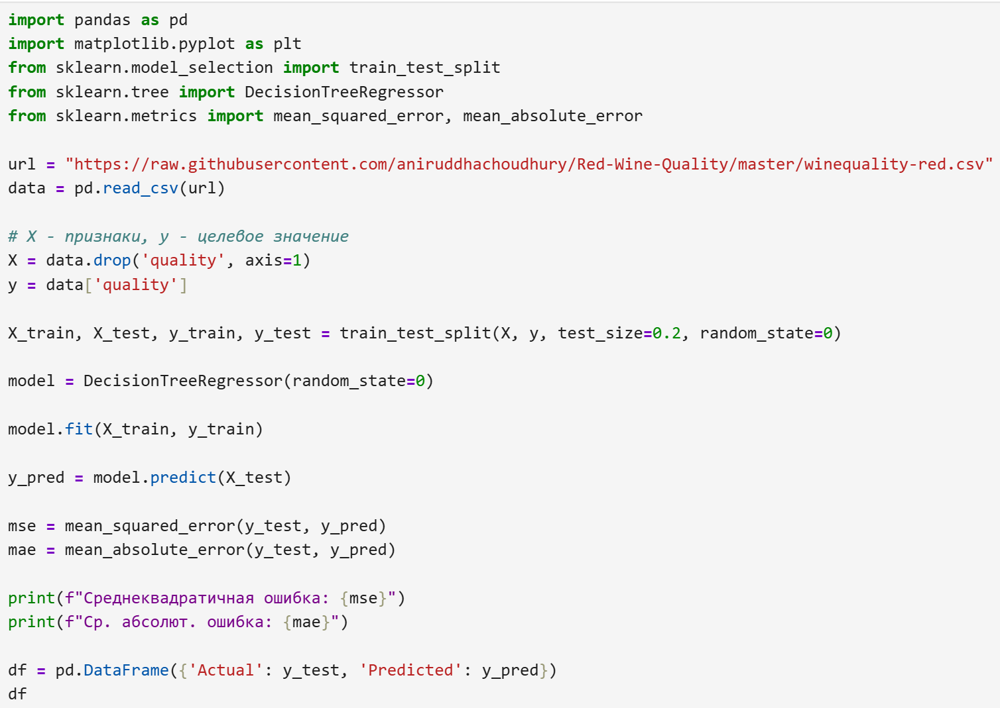 import pandas as pd
import matplotlib.pyplot as plt
from sklearn.model_selection import train_test_split
from sklearn.tree import DecisionTreeRegressor
from sklearn.metrics import mean_squared_error, mean_absolute_error
url = "https://raw.githubusercontent.com/aniruddhachoudhury/Red-Wine-Quality/master/winequality-red.csv"
data = pd.read_csv(url)
# X - признаки, y - целевое значение
X = data.drop('quality', axis=1)
y = data['quality']
X_train, X_test, y_train, y_test = train_test_split(X, y, test_size=0.2, random_state=0)
model = DecisionTreeRegressor(random_state=0)
model.fit(X_train, y_train)
y_pred = model.predict(X_test)
mse = mean_squared_error(y_test, y_pred)
mae = mean_absolute_error(y_test, y_pred)
print(f"Среднеквадратичная ошибка: {mse}")
print(f"Ср. абсолют. ошибка: {mae}")
df = pd.DataFrame({'Actual': y_test, 'Predicted': y_pred})
df